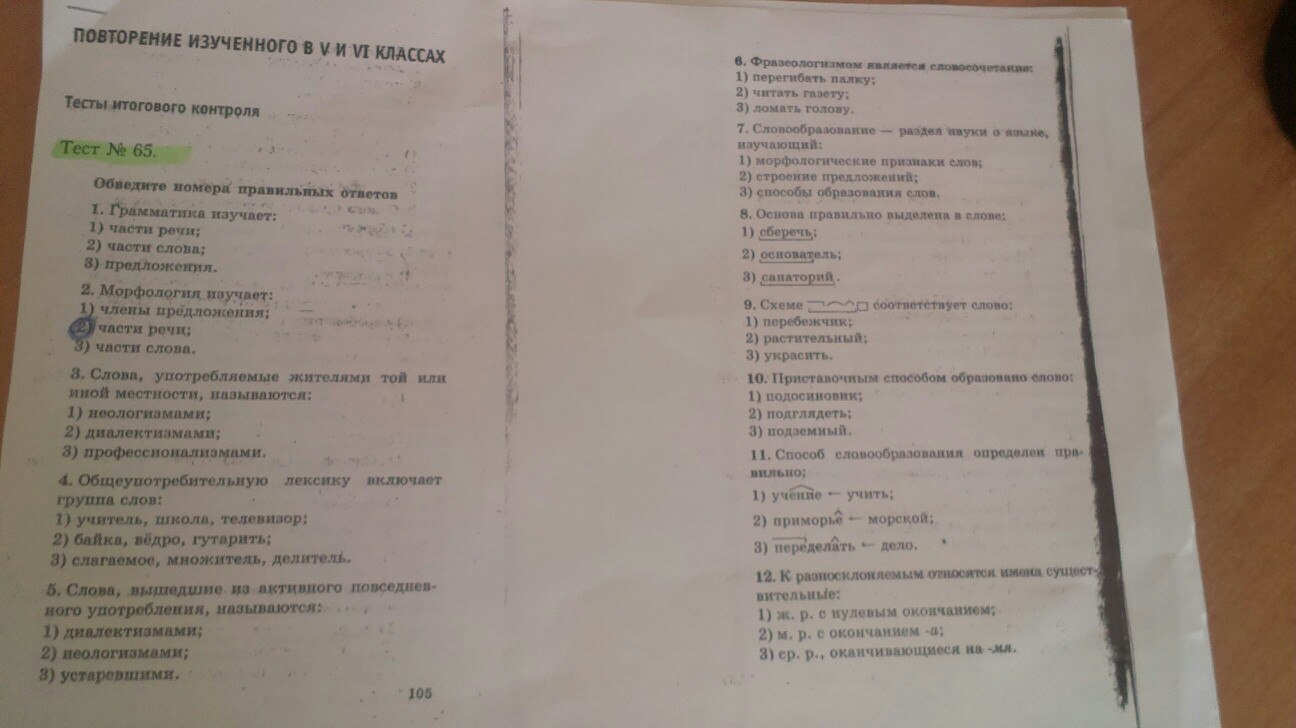 ПОВТОРЕНИЕ ИЗУЧЕННОГО В V И VI КЛАССАХ
Тесты итогового контроля
Тест № 65.
Обведите номера правильных ответов
1. Грамматика изучает:
1) части речи;
2) части слова;
3) предложения.
2. Морфология изучает:
1) члены предложения;
2) части речи;
3) части слова.
3. Слова, употребляемые жителями той или
иной местности, называются:
1) неологизмами;
2) диалектизмами;
3) профессионализмами.
4. Общеупотребительную лексику включает
группа слов:
1) учитель, школа, телевизор;
2) байка, вёдро, гутарить;
3) слагаемое, множитель, делитель.
5. Слова, вышедшие из активного повседнев-
ного употребления, называются:
1) диалектизмами;
2) неологизмами;
3) устаревшими.
105
6. Фразеологизмом является словосочетание:
1) перегибать палку;
2) читать газету;
3) ломать голову.
7. Словообразование — раздел науки о языке,
изучающий:
1) морфологические признаки слов;
2) строение предложений;
3) способы образования слов.
8. Основа правильно выделена в слове:
1) сберечь;
2) основатель;
3) санаторий.
9. Схеме соответствует слово:
1) перебежчик;
2) растительный;
3) украсить.
10. Приставочным способом образовано слово:
1) подосиновик;
2) подглядеть;
3) подземный.
11. Способ словообразования определен пра-
вильно:
1) учение ← учить;
2) приморье ← морской;
3) переделать ← дело.
12. К разносклоняемым относятся имена сущест-
вительные:
1) ж. р. с нулевым окончанием;
2) м. р. с окончанием -а;
3) ср. р., оканчивающиеся на -мя.